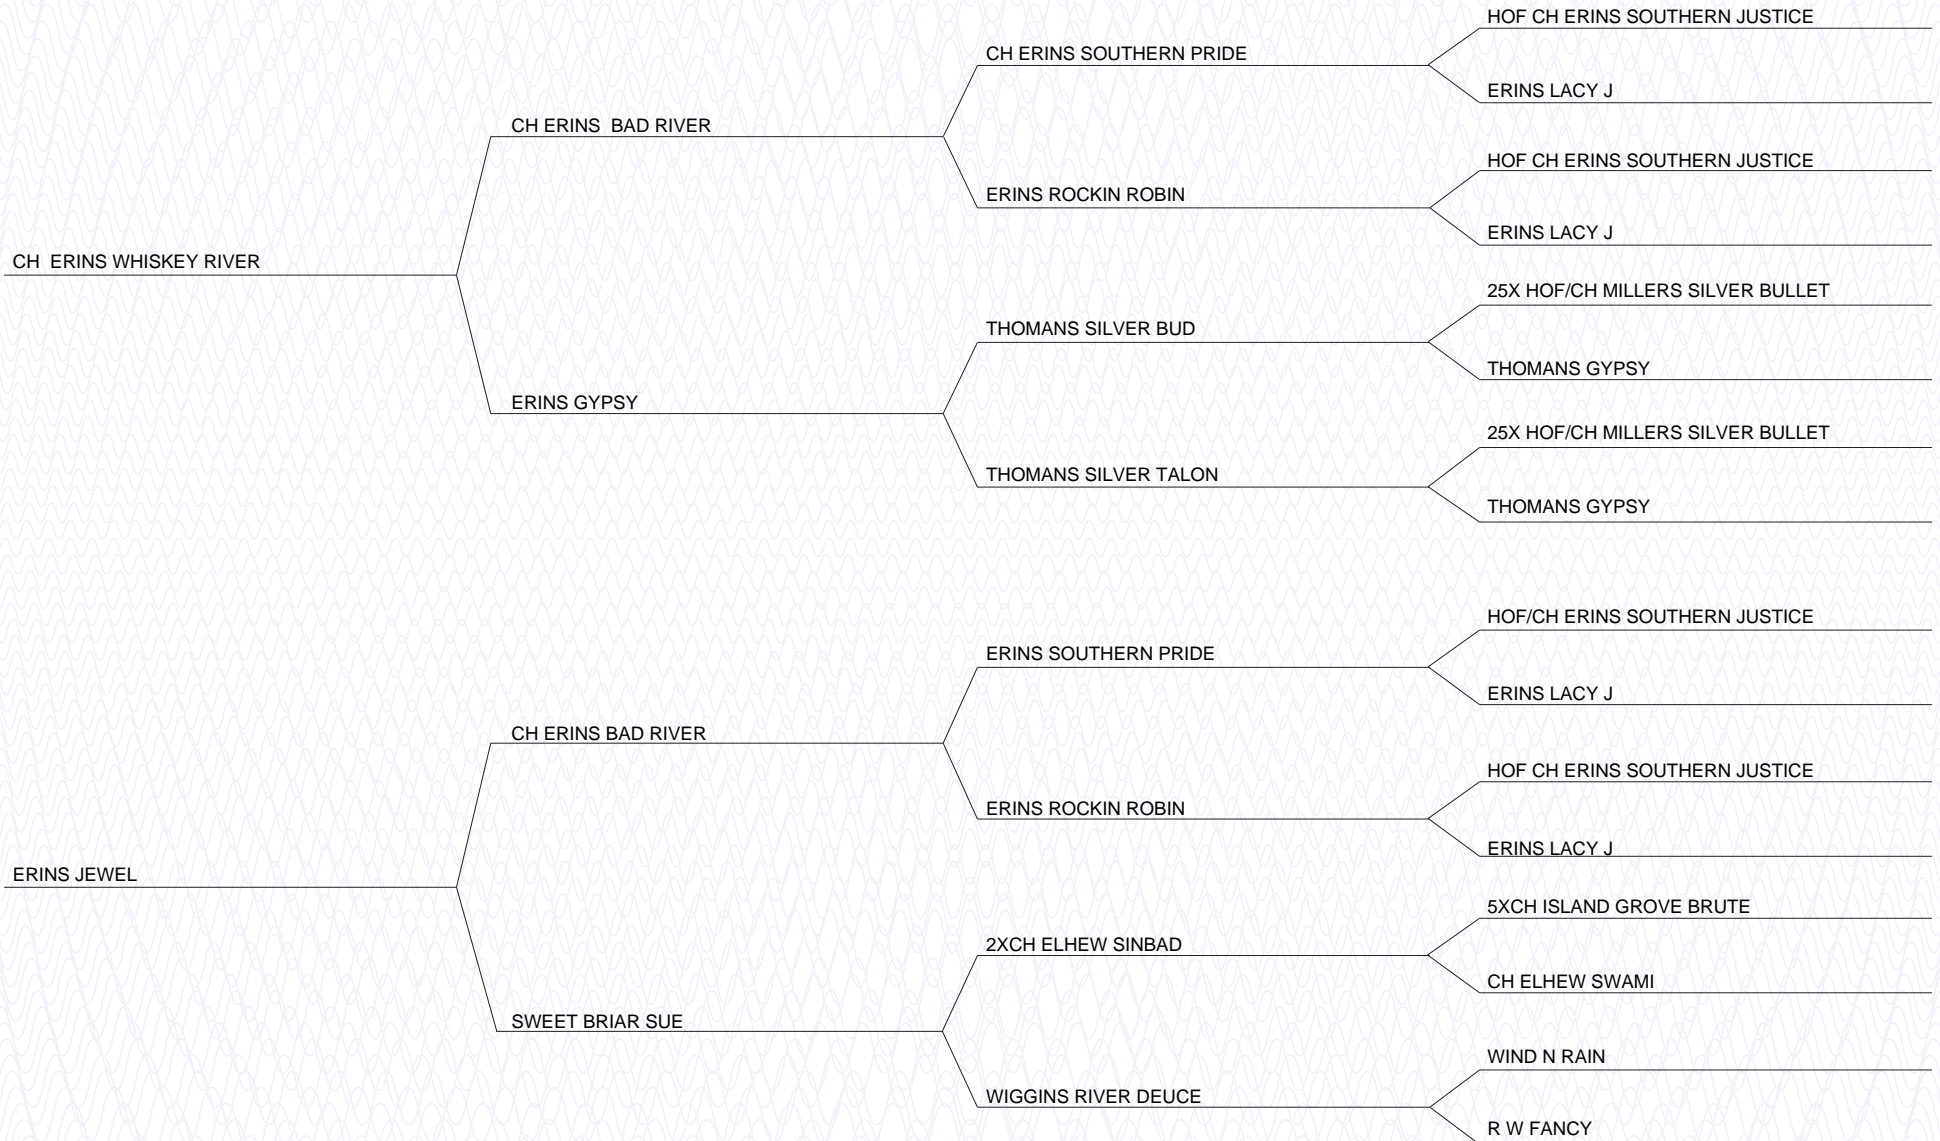 HOF CH ERINS SOUTHERN JUSTICE
CH ERINS SOUTHERN PRIDE
ERINS LACY J
CH ERINS  BAD RIVER
HOF CH ERINS SOUTHERN JUSTICE
ERINS ROCKIN ROBIN
ERINS LACY J
CH  ERINS WHISKEY RIVER
25X HOF/CH MILLERS SILVER BULLET
THOMANS SILVER BUD
THOMANS GYPSY
ERINS GYPSY
25X HOF/CH MILLERS SILVER BULLET
THOMANS SILVER TALON
THOMANS GYPSY
HOF/CH ERINS SOUTHERN JUSTICE
ERINS SOUTHERN PRIDE
ERINS LACY J
CH ERINS BAD RIVER
HOF CH ERINS SOUTHERN JUSTICE
ERINS ROCKIN ROBIN
ERINS LACY J
ERINS JEWEL
5XCH ISLAND GROVE BRUTE
2XCH ELHEW SINBAD
CH ELHEW SWAMI
SWEET BRIAR SUE
WIND N RAIN
WIGGINS RIVER DEUCE
R W FANCY